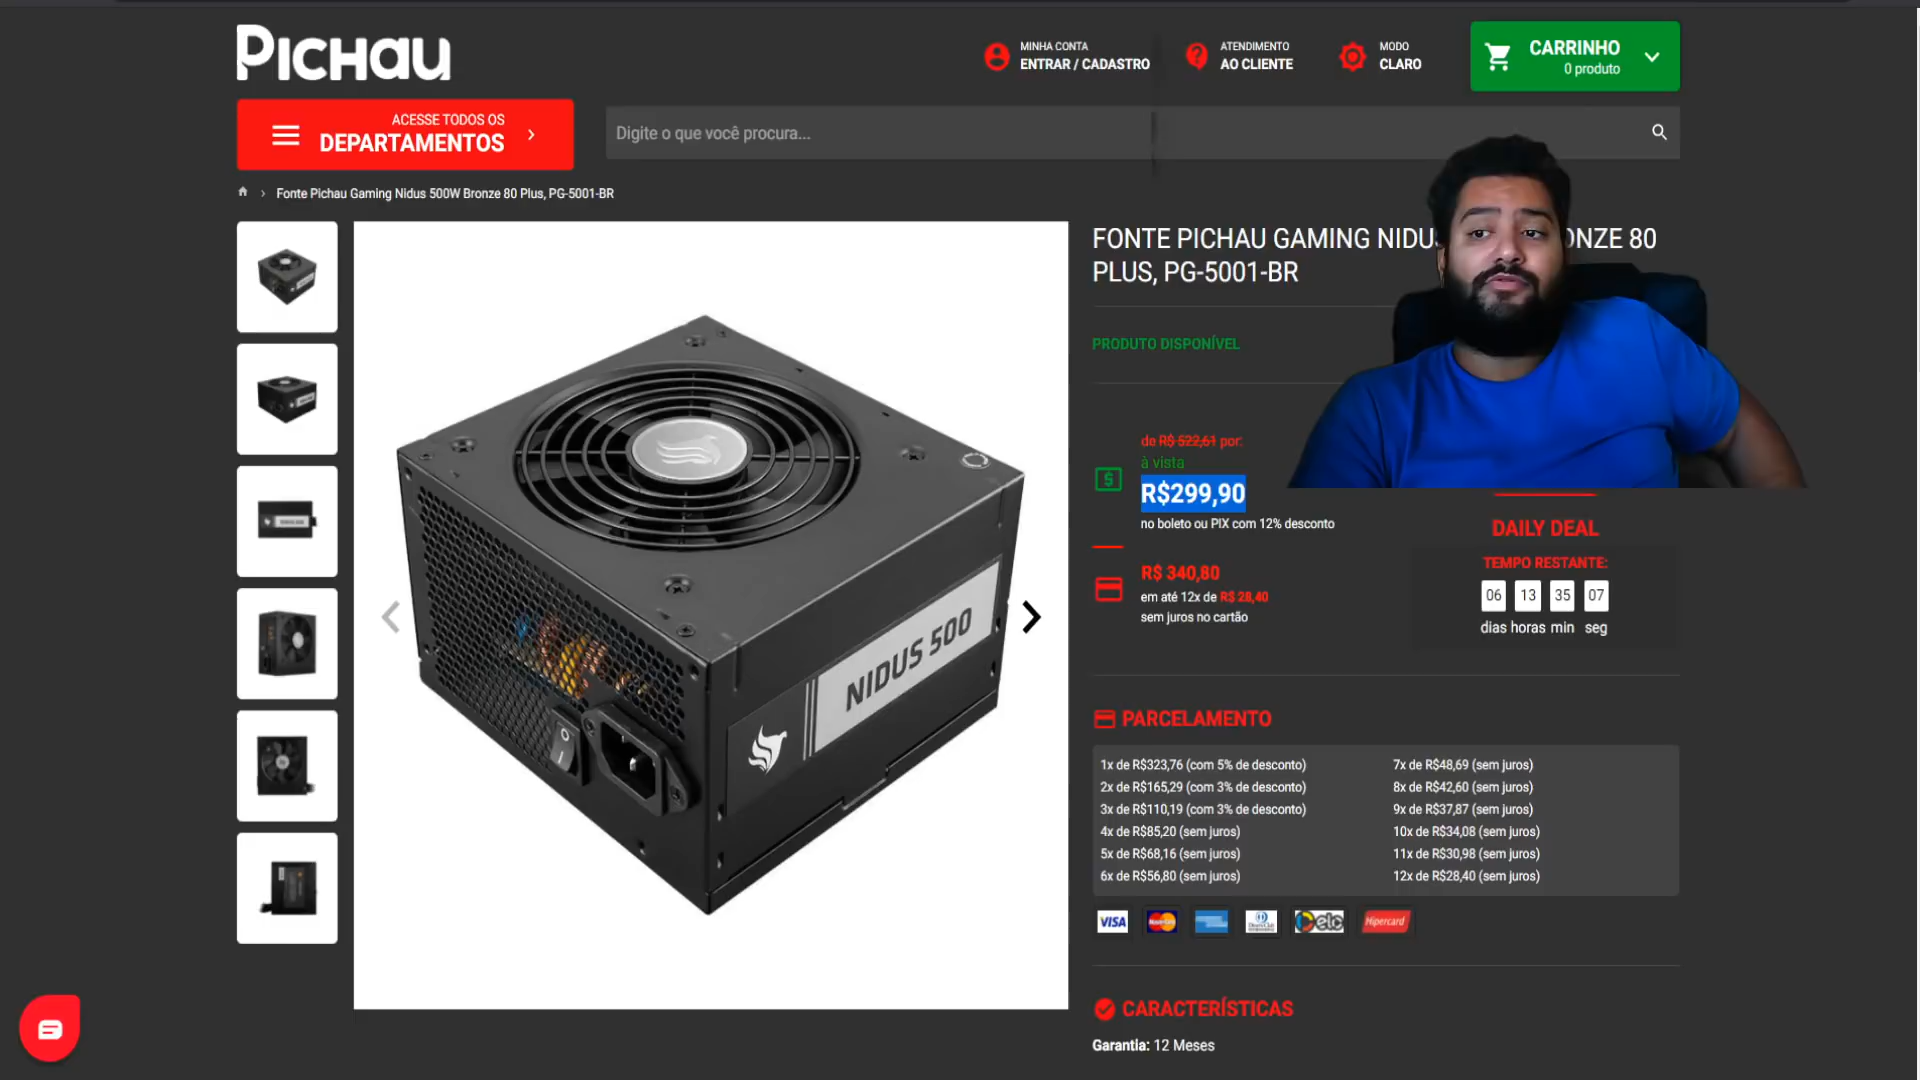 PICHAU
MINHA CONTA
ENTRAR / CADASTRO
ATENDIMENTO
AO CLIENTE
MODO
CLARO
CARRINHO
0 produto
ACESSE TODOS OS
DEPARTAMENTOS
Digite o que você procura...
Fonte Pichau Gaming Nidus 500W Bronze 80 Plus, PG-5001-BR
FONTE PICHAU GAMING NIDU NZE 80
PLUS, PG-5001-BR
PRODUTO DISPONÍVEL
de R$ 522,61 por:
à vista
R$299,90
no boleto ou PIX com 12% desconto
R$ 340,80
em até 12x de R$ 28,40
sem juros no cartão
DAILY DEAL
TEMPO RESTANTE:
06 13 35 07
dias horas min seg
NIDUS 500
PARCELAMENTO
1x de R$323,76 (com 5% de desconto)
2x de R$165,29 (com 3% de desconto)
3x de R$110,19 (com 3% de desconto)
4x de R$85,20 (sem juros)
5x de R$68,16 (sem juros)
6x de R$56,80 (sem juros)
7x de R$48,69 (sem juros)
8x de R$42,60 (sem juros)
9x de R$37,87 (sem juros)
10x de R$34,08 (sem juros)
11x de R$30,98 (sem juros)
12x de R$28,40 (sem juros)
VISA
elo
Hipercard
CARACTERÍSTICAS
Garantia: 12 Meses